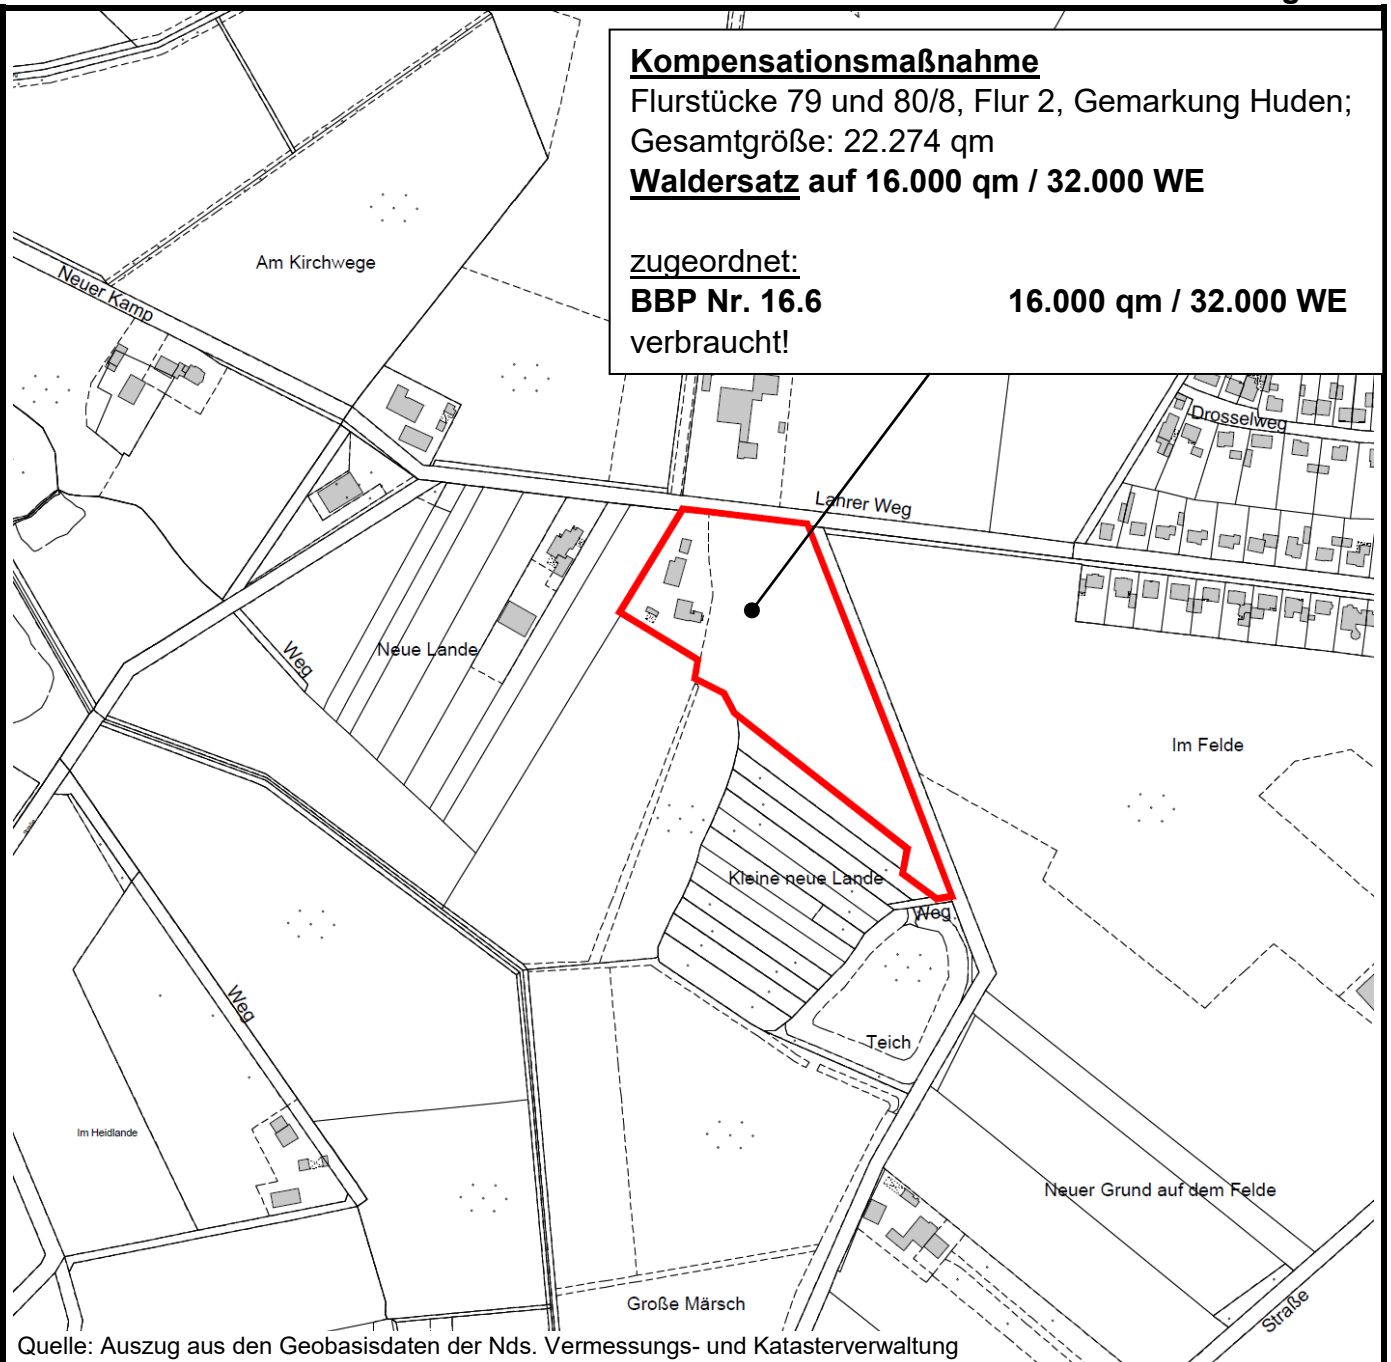 Kompensationsmaßnahme
Flurstücke 79 und 80/8, Flur 2, Gemarkung Huden;
Gesamtgröße: 22.274 qm
Waldersatz auf 16.000 qm / 32.000 WE
zugeordnet:
BBP Nr. 16.6 16.000 qm / 32.000 WE
verbraucht!
Am Kirchwege
Neuer Kamp
Drosselweg
Lahrer Weg
Weg
Neue Lande
Im Felde
Kleine neue Lande
Weg
Weg
Teich
Im Heidlande
Neuer Grund auf dem Felde
Große Märsch
Straße
Quelle: Auszug aus den Geobasisdaten der Nds. Vermessungs- und Katasterverwaltung